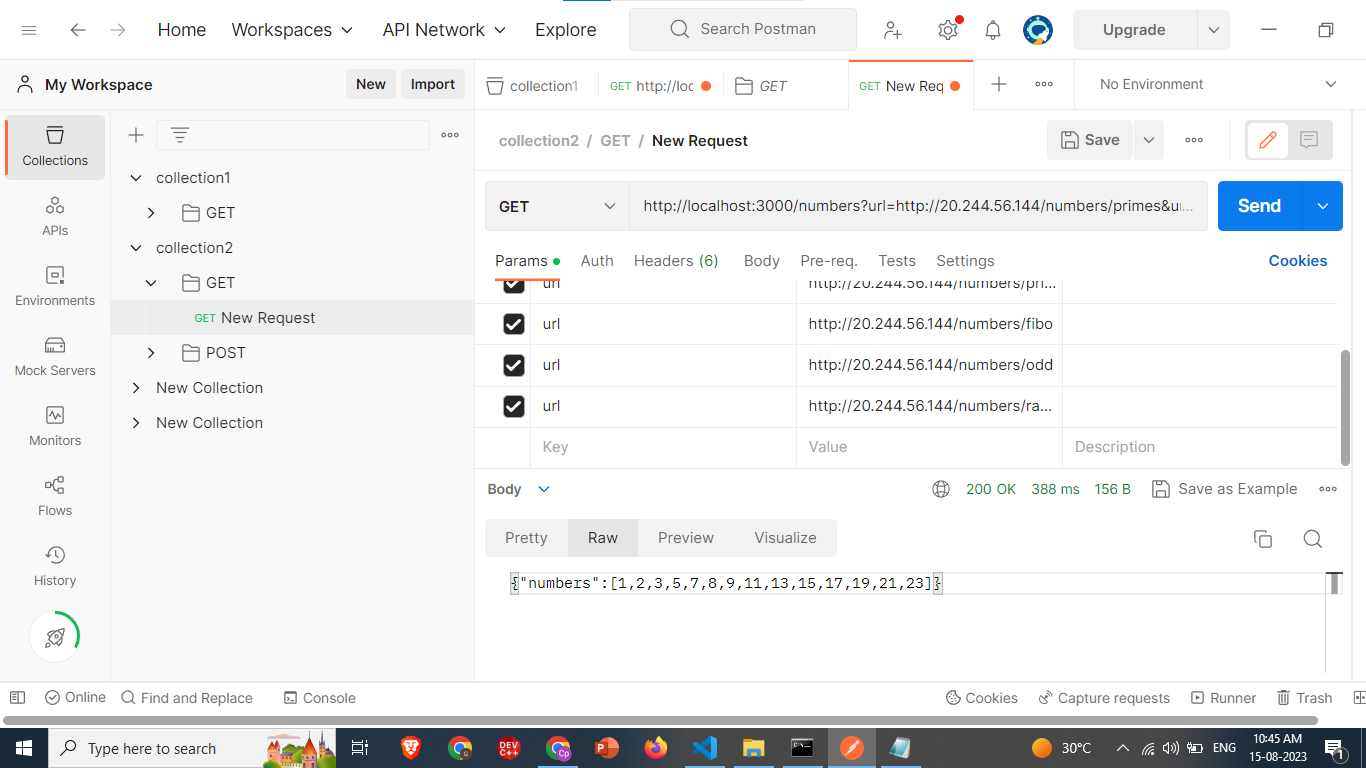 Home Workspaces API Network Explore Search Postman Upgrade
My Workspace New Import
collection1 GET http://loc GET GET New Req No Environment
Collections
APIs
Environments
Mock Servers
Monitors
Flows
History
collection1
GET
collection2
GET
GET New Request
POST
New Collection
New Collection
collection2 / GET / New Request Save
GET http://localhost:3000/numbers?url=http://20.244.56.144/numbers/primes&u... Send
Params Auth Headers (6) Body Pre-req. Tests Settings Cookies
url http://20.244.56.144/numbers/pri...
url http://20.244.56.144/numbers/fibo
url http://20.244.56.144/numbers/odd
url http://20.244.56.144/numbers/ra...
Key Value Description
Body 200 OK 388 ms 156 B Save as Example
Pretty Raw Preview Visualize
{"numbers":[1,2,3,5,7,8,9,11,13,15,17,19,21,23]}
Online Find and Replace Console Cookies Capture requests Runner Trash
Type here to search DEV C++ Cp 30°C ENG 10:45 AM
15-08-2023 1